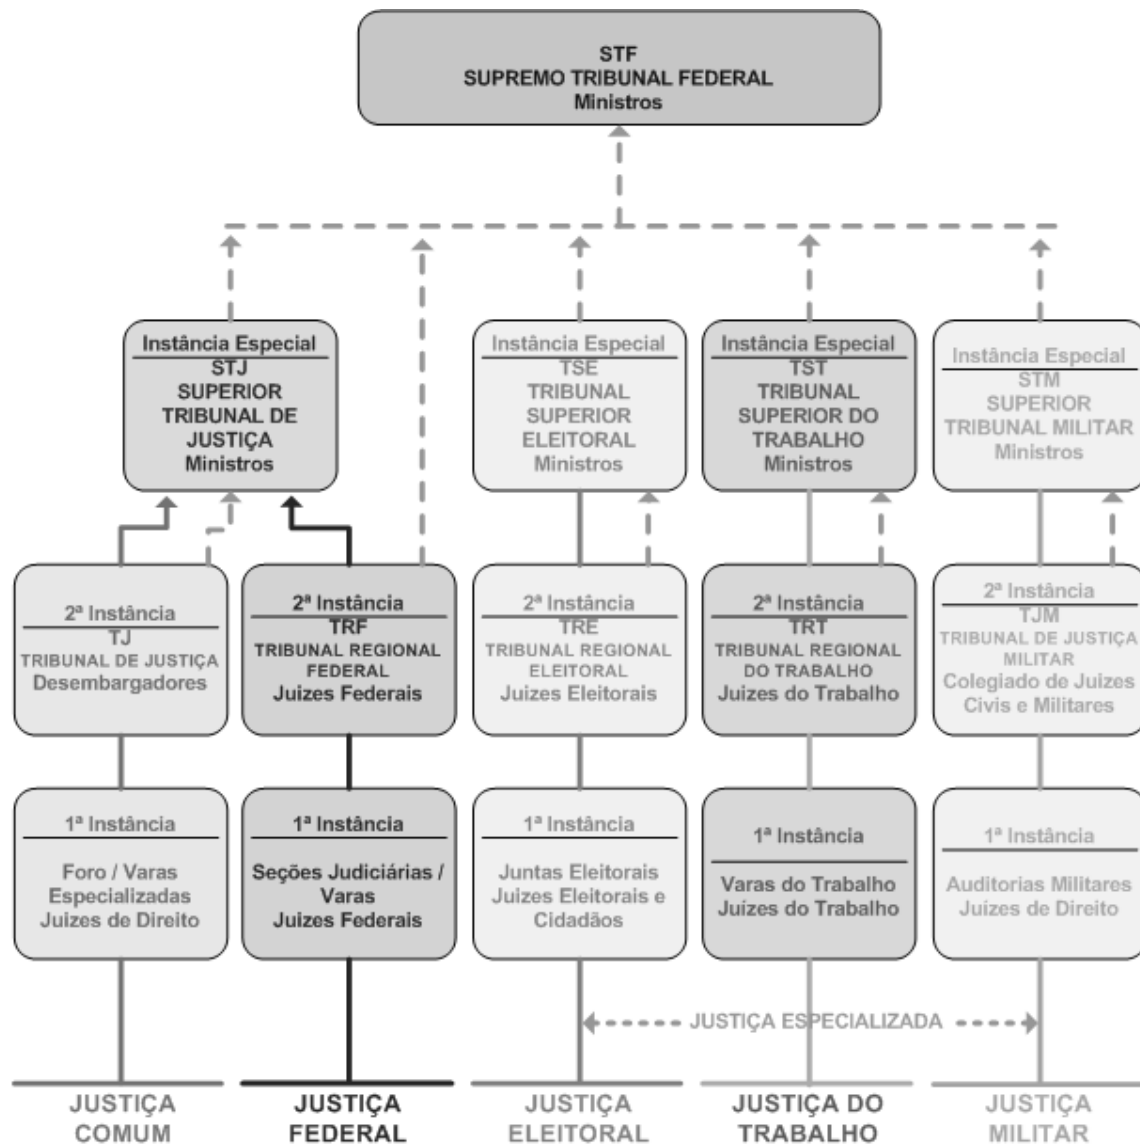 STF
SUPREMO TRIBUNAL FEDERAL
Ministros
Instância Especial
STJ
SUPERIOR
TRIBUNAL DE
JUSTIÇA
Ministros
Instância Especial
TSE
TRIBUNAL
SUPERIOR
ELEITORAL
Ministros
Instância Especial
TST
TRIBUNAL
SUPERIOR DO
TRABALHO
Ministros
Instância Especial
STM
SUPERIOR
TRIBUNAL MILITAR
Ministros
2ª Instância
TJ
TRIBUNAL DE JUSTIÇA
Desembargadores
2ª Instância
TRF
TRIBUNAL REGIONAL
FEDERAL
Juizes Federais
2ª Instância
TRE
TRIBUNAL REGIONAL
ELEITORAL
Juizes Eleitorais
2ª Instância
TRT
TRIBUNAL REGIONAL
DO TRABALHO
Juizes do Trabalho
2ª Instância
TJM
TRIBUNAL DE JUSTIÇA
MILITAR
Colegiado de Juizes
Civis e Militares
1ª Instância
Foro / Varas
Especializadas
Juizes de Direito
1ª Instância
Seções Judiciárias /
Varas
Juizes Federais
1ª Instância
Juntas Eleitorais
Juizes Eleitorais e
Cidadãos
1ª Instância
Varas do Trabalho
Juízes do Trabalho
1ª Instância
Auditorias Militares
Juízes de Direito
JUSTIÇA ESPECIALIZADA
JUSTIÇA
COMUM
JUSTIÇA
FEDERAL
JUSTIÇA
ELEITORAL
JUSTIÇA DO
TRABALHO
JUSTIÇA
MILITAR